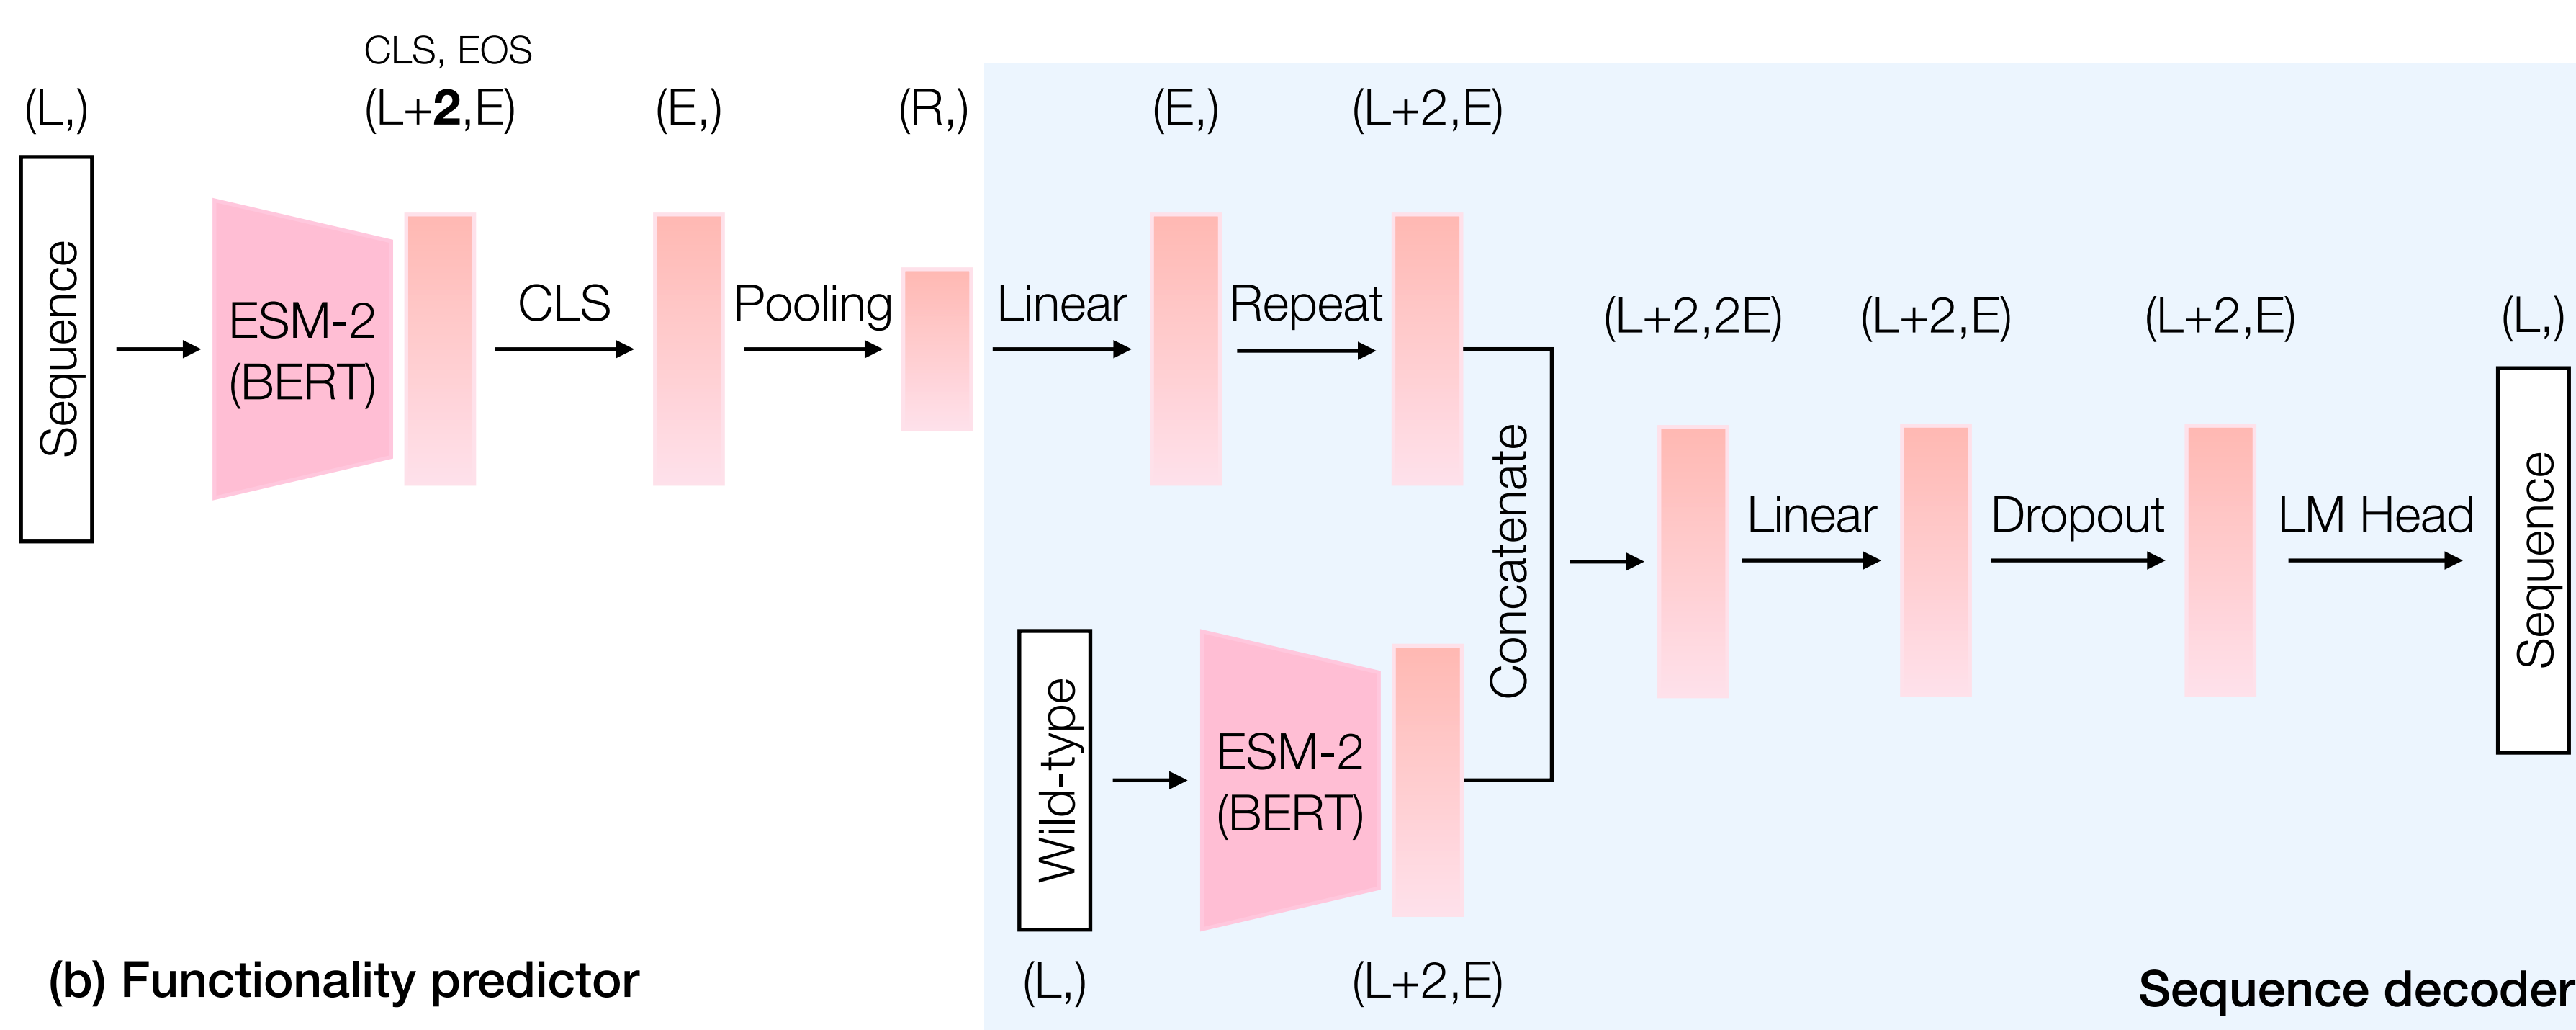 CLS, EOS
(L,)
(L+2,E)
(E,)
(R,)
(E,)
(L+2,E)
Sequence
ESM-2
(BERT)
CLS
Pooling
Linear
Repeat
Concatenate
(L+2,2E)
(L+2,E)
(L+2,E)
(L,)
Linear
Dropout
LM Head
Sequence
Wild-type
ESM-2
(BERT)
(L,)
(L+2,E)
(b) Functionality predictor
Sequence decoder